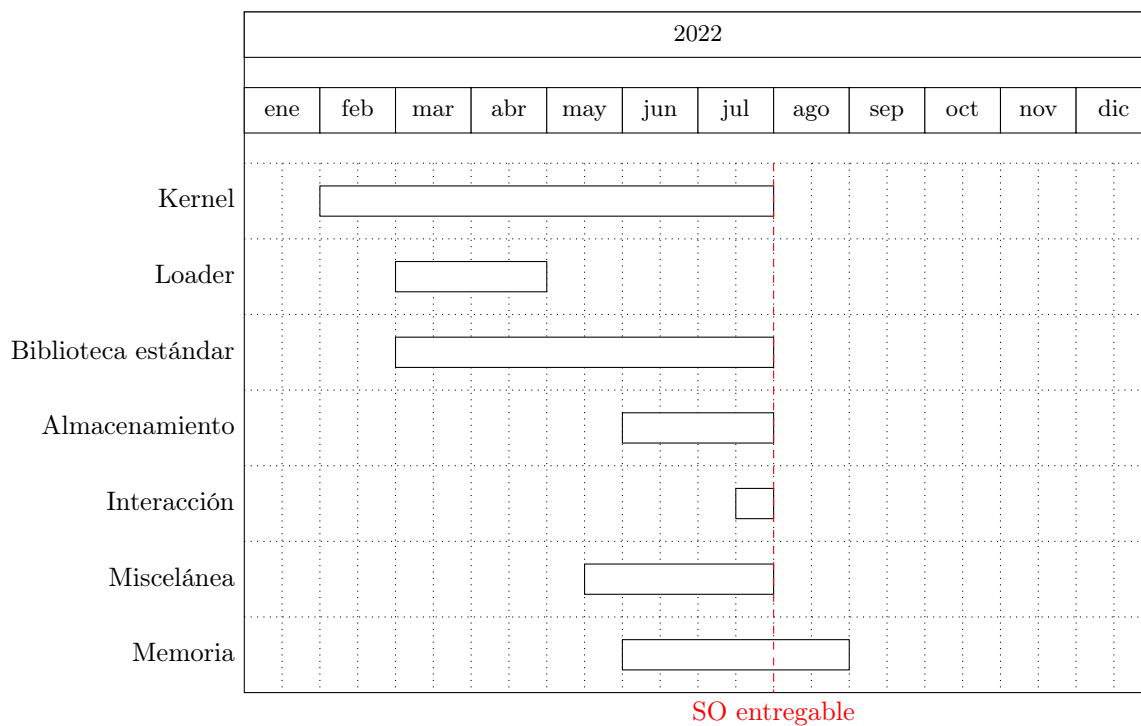 2022
ene feb mar abr may jun jul ago sep oct nov dic
Kernel
Loader
Biblioteca estándar
Almacenamiento
Interacción
Miscelánea
Memoria
SO entregable